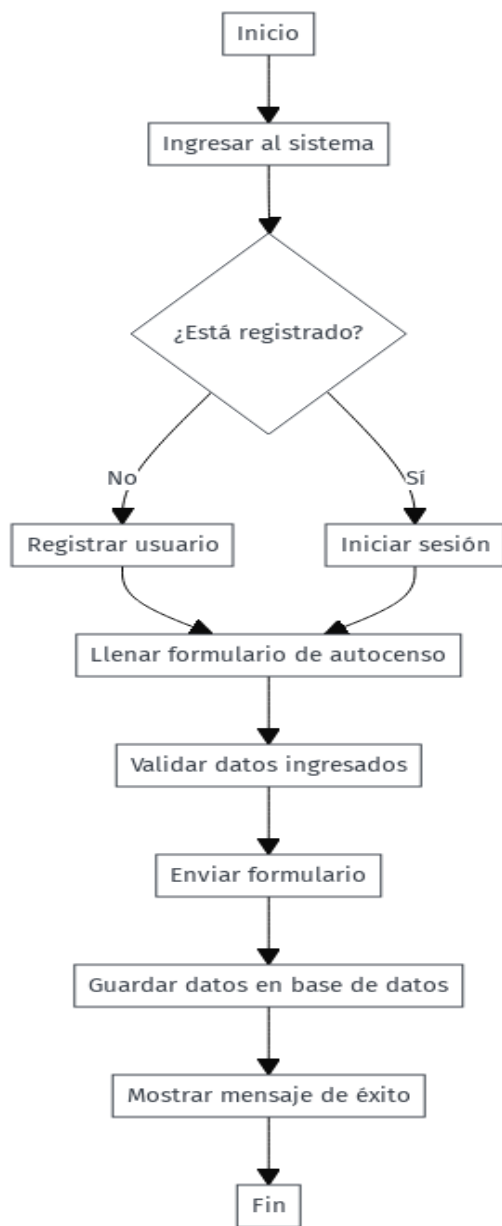 Inicio
Ingresar al sistema
¿Está registrado?
No
Sí
Registrar usuario
Iniciar sesión
Llenar formulario de autocenso
Validar datos ingresados
Enviar formulario
Guardar datos en base de datos
Mostrar mensaje de éxito
Fin